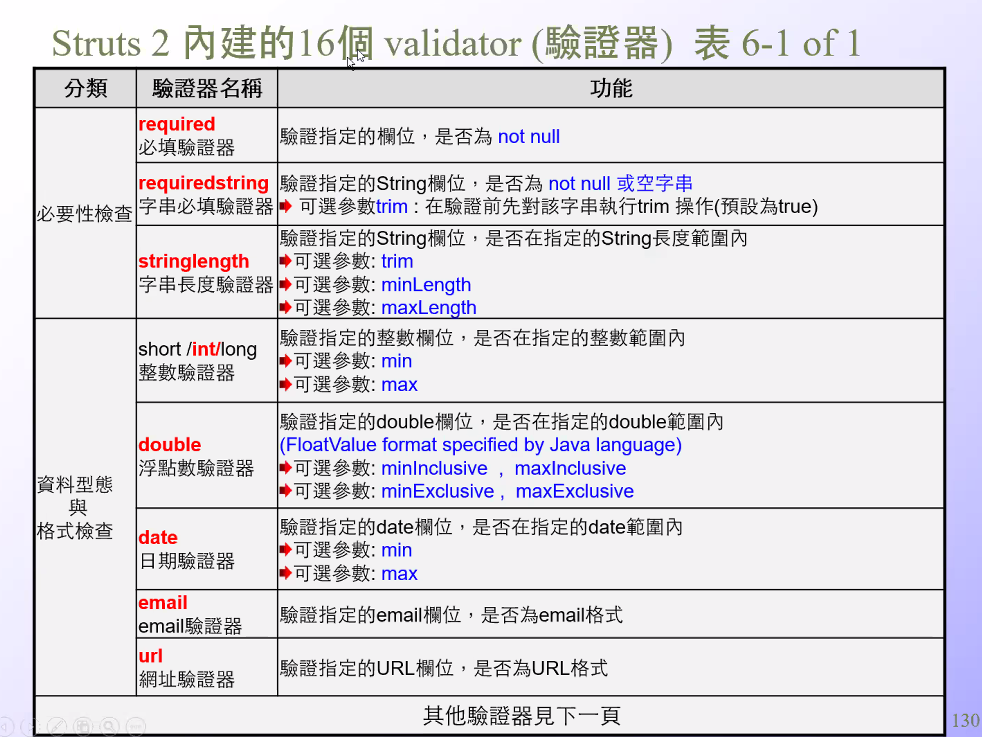 Struts 2 內建的16個 validator (驗證器) 表 6-1 of 1
分類 驗證器名稱 功能
必要性檢查
required
必填驗證器
驗證指定的欄位，是否為 not null
requiredstring
字串必填驗證器
驗證指定的String欄位，是否為 not null 或空字串
可選參數trim : 在驗證前先對該字串執行trim 操作(預設為true)
stringlength
字串長度驗證器
驗證指定的String欄位，是否在指定的String長度範圍內
可選參數: trim
可選參數: minLength
可選參數: maxLength
資料型態
與
格式檢查
short /int/long
整數驗證器
驗證指定的整數欄位，是否在指定的整數範圍內
可選參數: min
可選參數: max
double
浮點數驗證器
驗證指定的double欄位，是否在指定的double範圍內
(FloatValue format specified by Java language)
可選參數: minInclusive , maxInclusive
可選參數: minExclusive , maxExclusive
date
日期驗證器
驗證指定的date欄位，是否在指定的date範圍內
可選參數: min
可選參數: max
email
email驗證器
驗證指定的email欄位，是否為email格式
url
網址驗證器
驗證指定的URL欄位，是否為URL格式
其他驗證器見下一頁
130